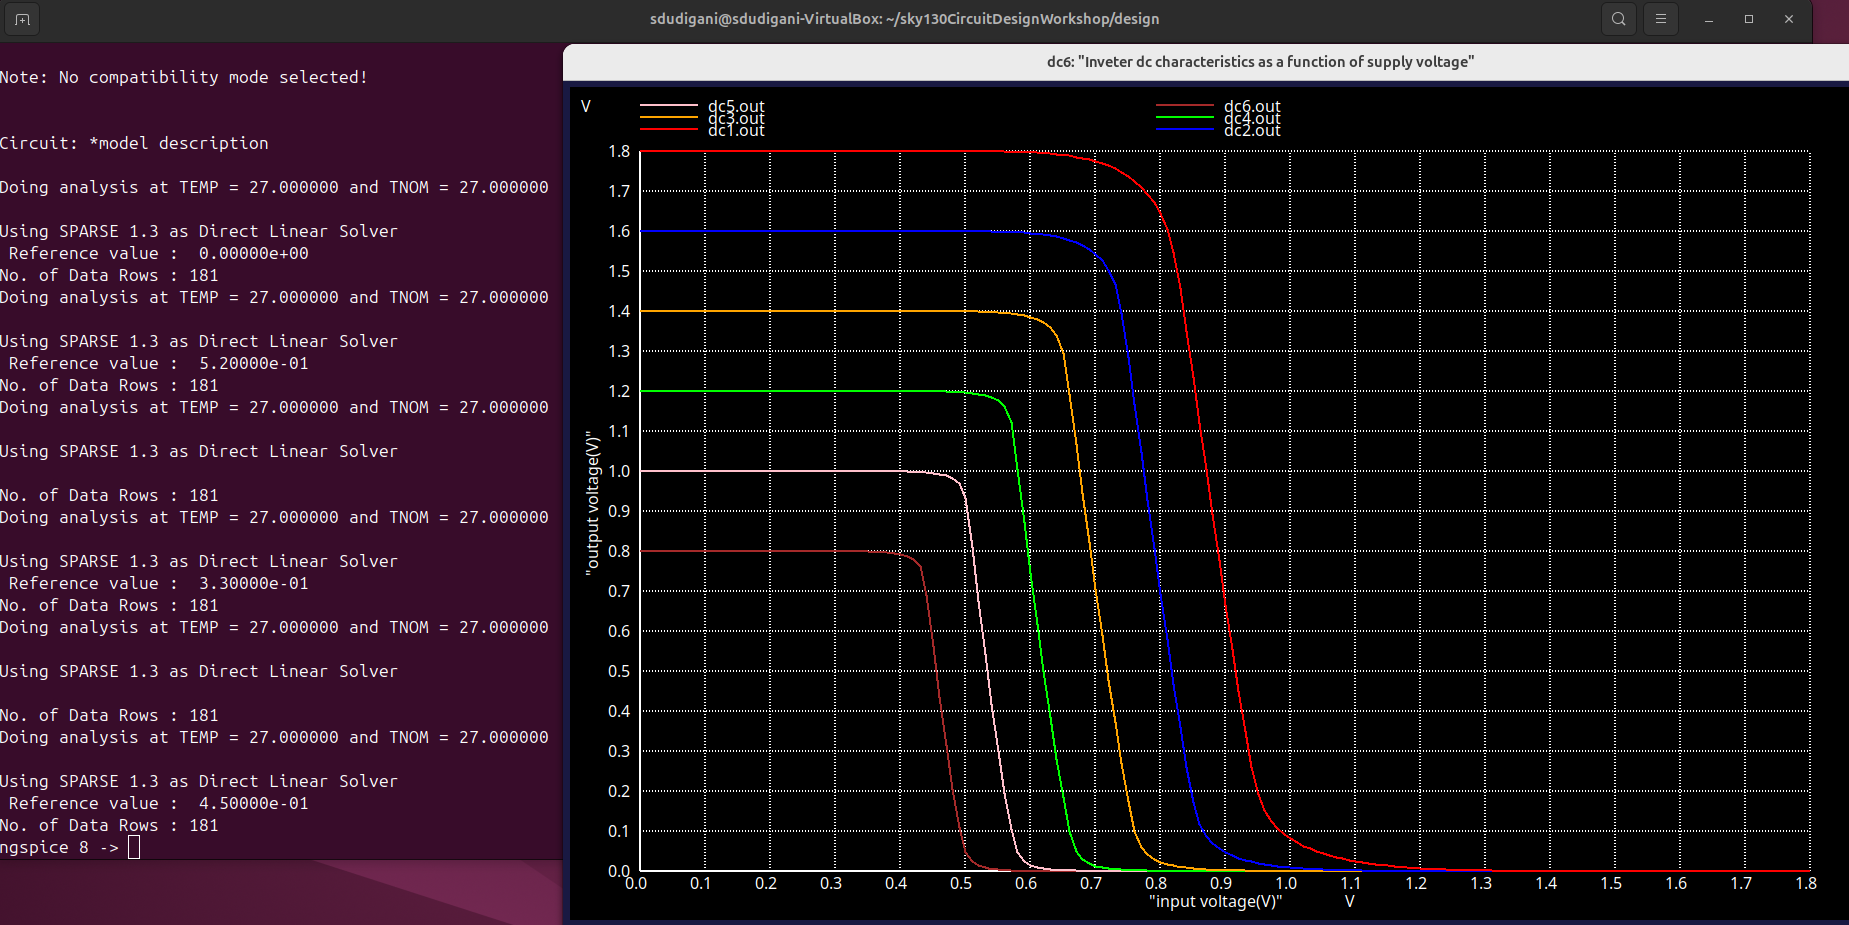 sdudigani@sdudigani-VirtualBox: ~/sky130CircuitDesignWorkshop/design
Note: No compatibility mode selected!
Circuit: *model description
Doing analysis at TEMP = 27.000000 and TNOM = 27.000000
Using SPARSE 1.3 as Direct Linear Solver
Reference value :  0.00000e+00
No. of Data Rows : 181
Doing analysis at TEMP = 27.000000 and TNOM = 27.000000
Using SPARSE 1.3 as Direct Linear Solver
Reference value :  5.20000e-01
No. of Data Rows : 181
Doing analysis at TEMP = 27.000000 and TNOM = 27.000000
Using SPARSE 1.3 as Direct Linear Solver
No. of Data Rows : 181
Doing analysis at TEMP = 27.000000 and TNOM = 27.000000
Using SPARSE 1.3 as Direct Linear Solver
Reference value :  3.30000e-01
No. of Data Rows : 181
Doing analysis at TEMP = 27.000000 and TNOM = 27.000000
Using SPARSE 1.3 as Direct Linear Solver
No. of Data Rows : 181
Doing analysis at TEMP = 27.000000 and TNOM = 27.000000
Using SPARSE 1.3 as Direct Linear Solver
Reference value :  4.50000e-01
No. of Data Rows : 181
ngspice 8 ->
dc6: "Inveter dc characteristics as a function of supply voltage"
V
dc5.out dc6.out
dc3.out dc4.out
dc1.out dc2.out
1.8
1.7
1.6
1.5
1.4
1.3
1.2
1.1
1.0
0.9
0.8
0.7
0.6
0.5
0.4
0.3
0.2
0.1
0.0
"output voltage(V)"
0.0 0.1 0.2 0.3 0.4 0.5 0.6 0.7 0.8 0.9 1.0 1.1 1.2 1.3 1.4 1.5 1.6 1.7 1.8
"input voltage(V)" V